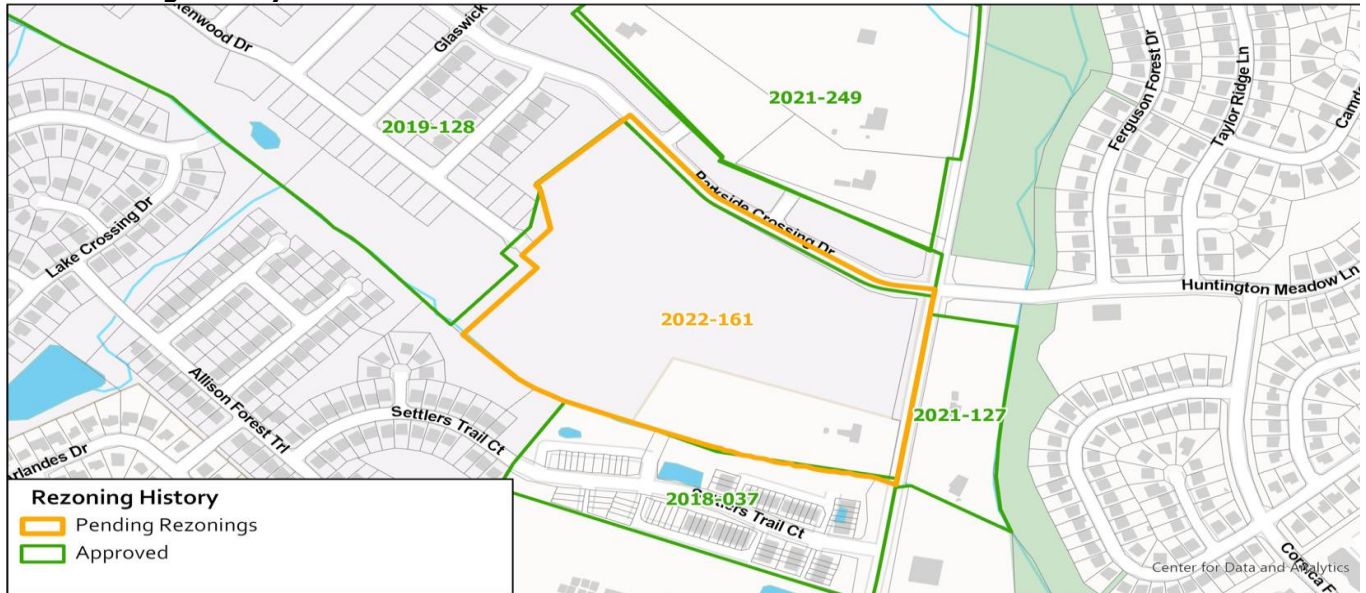 Glaswick
2021-249
2019-128
Ferguson Forest Dr
Taylor Ridge Ln
Lake Crossing Dr
Parkside Crossing Dr
Huntington Meadow Ln
2022-161
Allison Forest Trl
Settlers Trail Ct
2021-127
2018-037
Settlers Trail Ct
Rezoning History
Pending Rezonings
Approved
Center for Data and Analytics